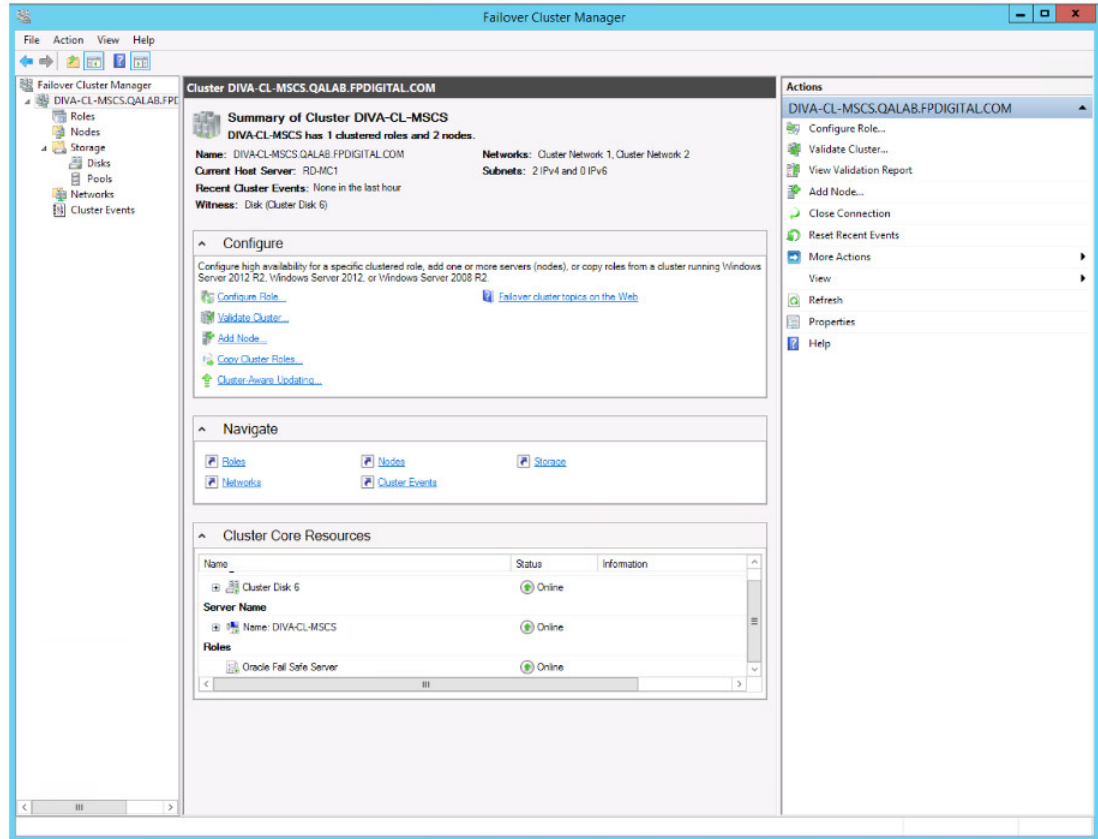 Failover Cluster Manager
File Action View Help
Failover Cluster Manager
DIVA-CL-MSCS.QALAB.FPC
Roles
Nodes
Storage
Disks
Pools
Networks
Cluster Events
Cluster DIVA-CL-MSCS.QALAB.FPDIGITAL.COM
Summary of Cluster DIVA-CL-MSCS
DIVA-CL-MSCS has 1 clustered roles and 2 nodes.
Name: DIVA-CL-MSCS.QALAB.FPDIGITAL.COM Networks: Cluster Network 1, Cluster Network 2
Current Host Server: RD-MC1 Subnets: 2 IPv4 and 0 IPv6
Recent Cluster Events: None in the last hour
Witness: Disk (Cluster Disk 6)
Configure
Configure high availability for a specific clustered role, add one or more servers (nodes), or copy roles from a cluster running Windows
Server 2012 R2, Windows Server 2012, or Windows Server 2008 R2.
Configure Role... Failover cluster topics on the Web
Validate Cluster...
Add Node...
Copy Cluster Roles...
Cluster-Aware Updating...
Navigate
Roles Nodes Storage
Networks Cluster Events
Cluster Core Resources
Name Status Information
Cluster Disk 6 Online
Server Name
Name: DIVA-CL-MSCS Online
Roles
Oracle Fail Safe Server Online
Actions
DIVA-CL-MSCS.QALAB.FPDIGITAL.COM
Configure Role...
Validate Cluster...
View Validation Report
Add Node...
Close Connection
Reset Recent Events
More Actions
View
Refresh
Properties
Help